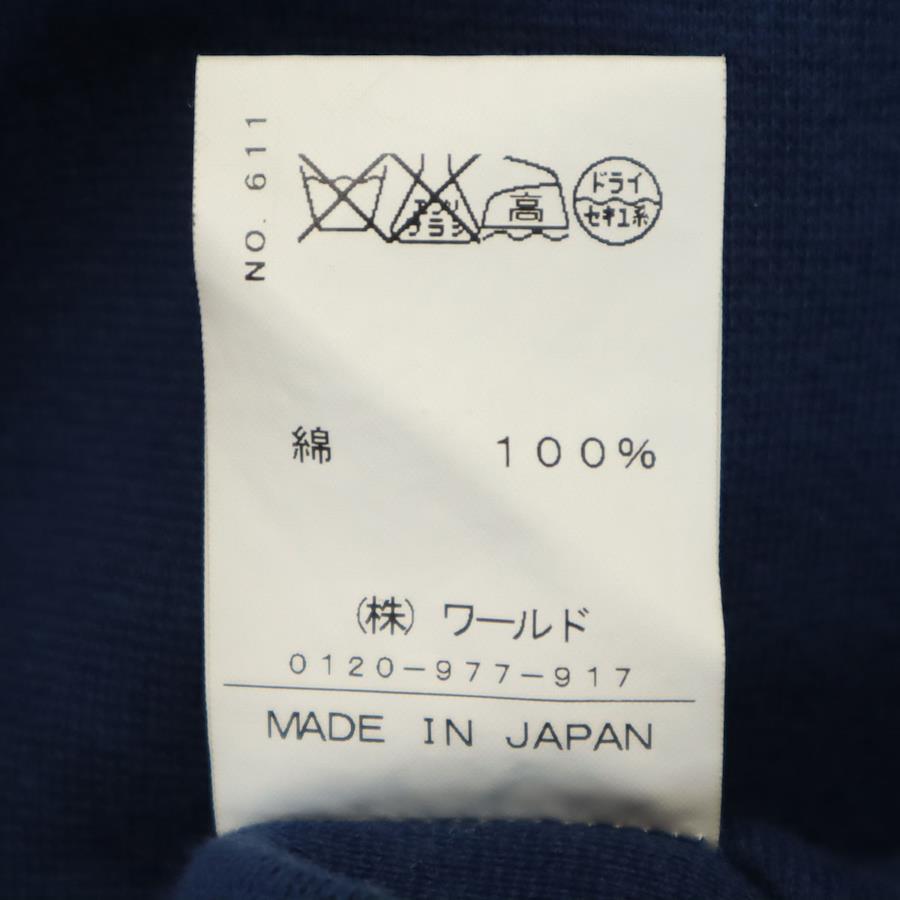 NO. 611
エンソ
フラシ
高
ドライ
セキユ系
綿 100%
(株) ワールド
0120-977-917
MADE IN JAPAN